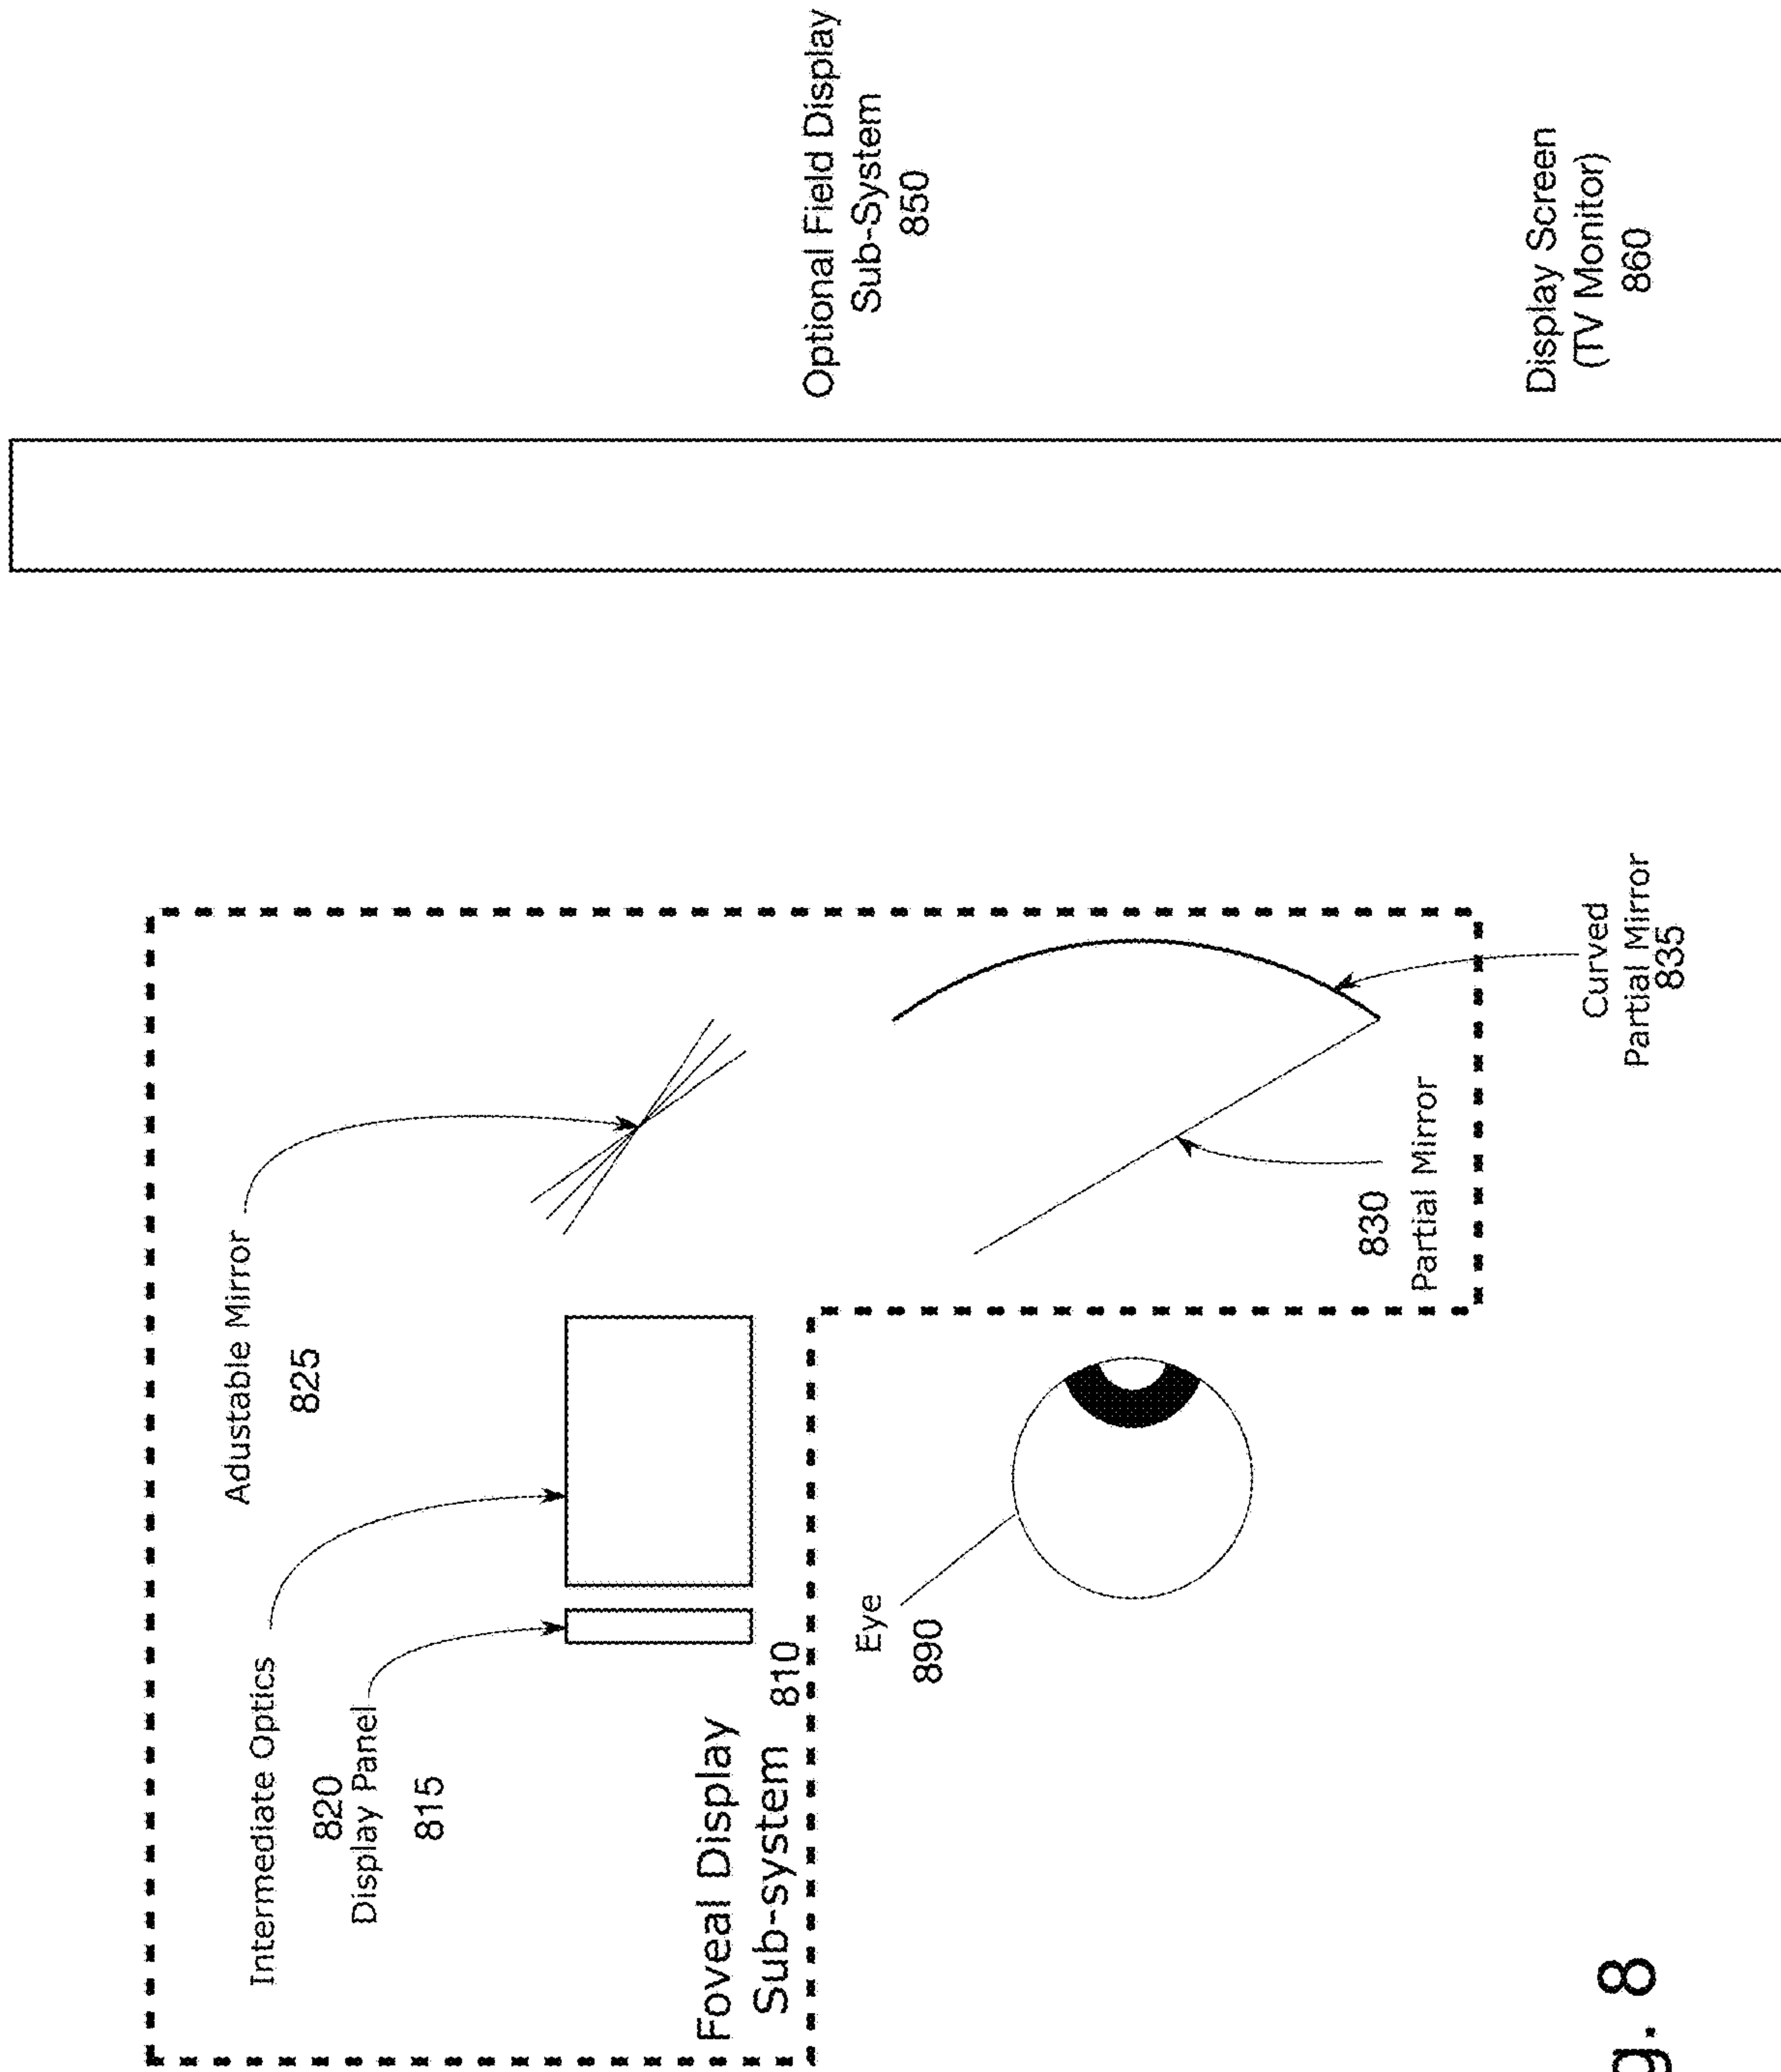 Optional Field Display
Sub-System
850
Display Screen
(TV Monitor)
860
Adustable Mirror
825
Intermediate Optics
820
Display Panel
815
Foveal Display
Sub-system 810
Eye
890
830
Partial Mirror
Curved
Partial Mirror
835
g. 8